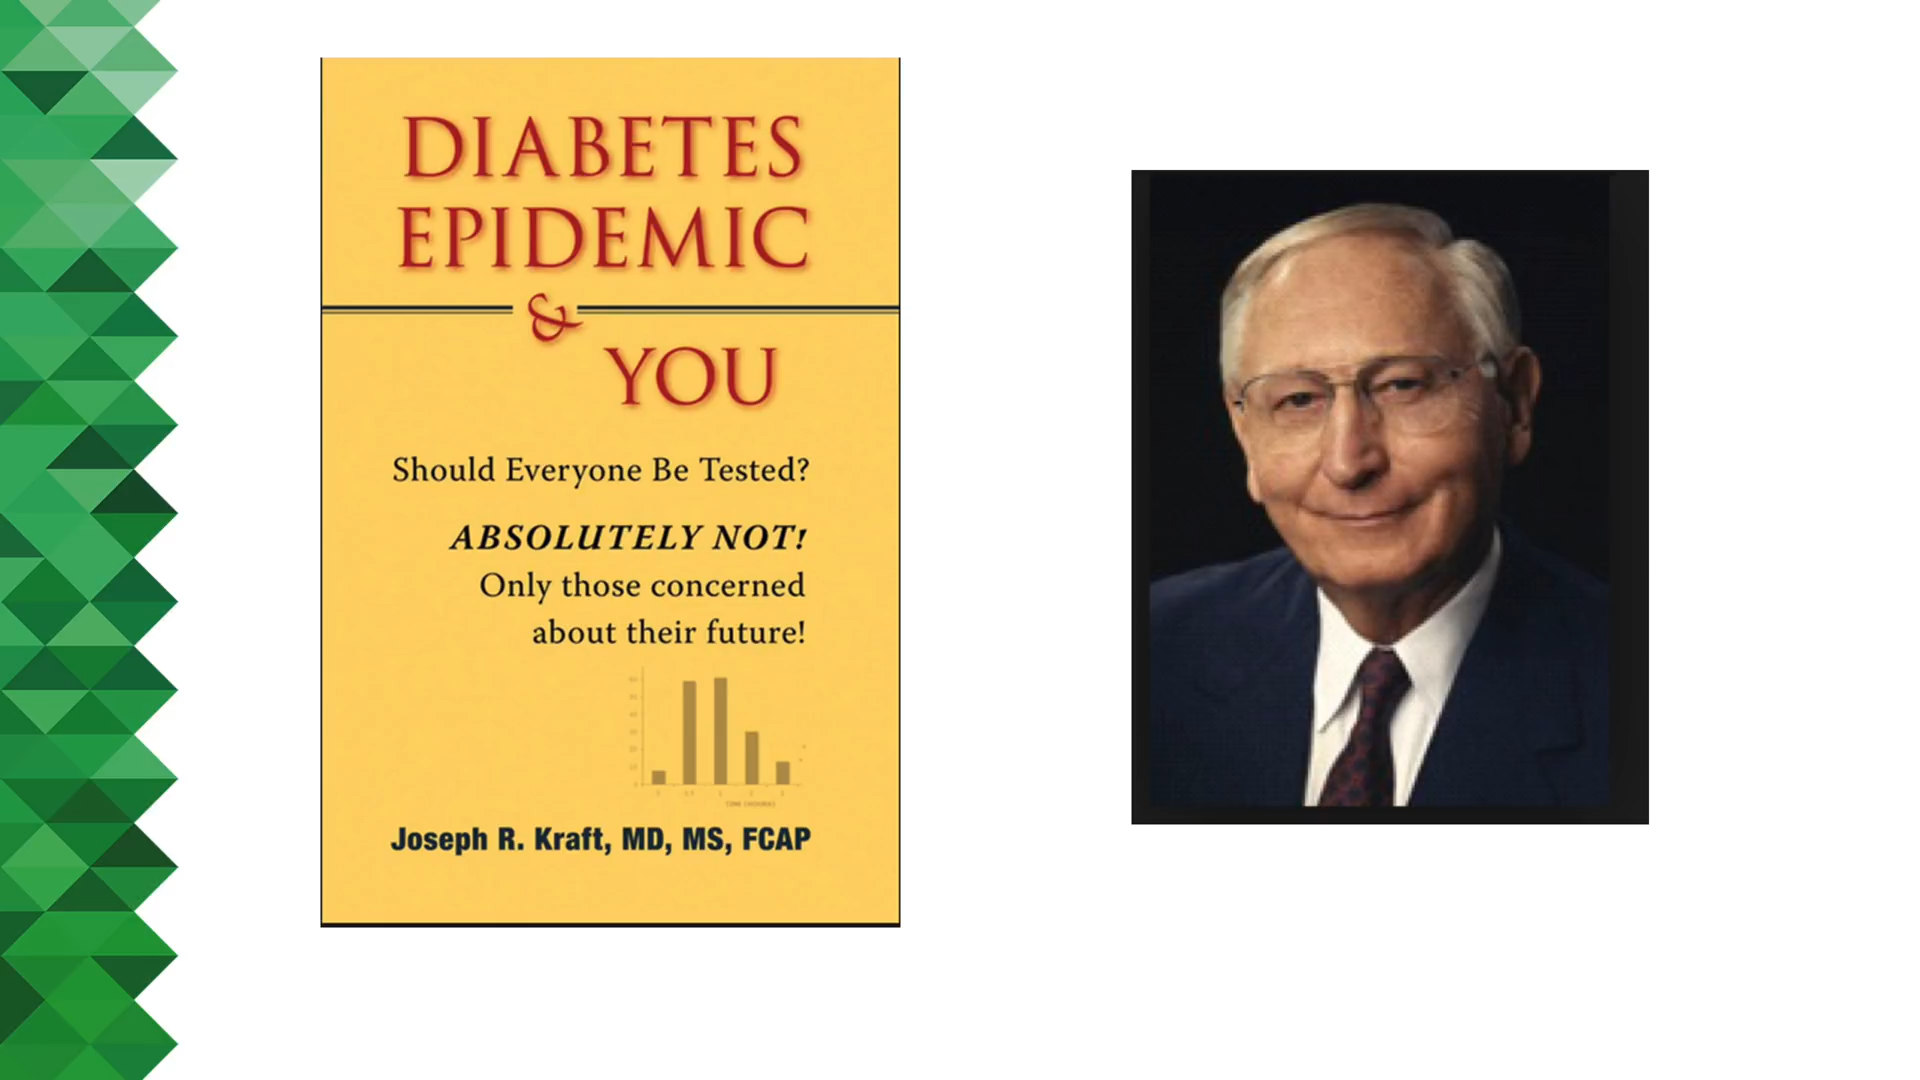 DIABETES
EPIDEMIC
&
YOU
Should Everyone Be Tested?
ABSOLUTELY NOT!
Only those concerned
about their future!
Joseph R. Kraft, MD, MS, FCAP